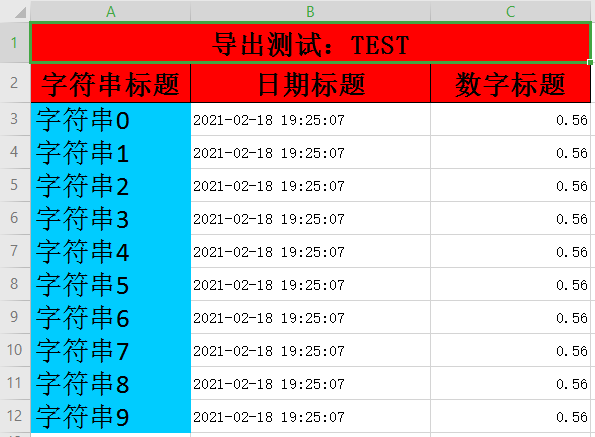 A B C
1 导出测试：TEST
2 字符串标题 日期标题 数字标题
3 字符串0 2021-02-18 19:25:07 0.56
4 字符串1 2021-02-18 19:25:07 0.56
5 字符串2 2021-02-18 19:25:07 0.56
6 字符串3 2021-02-18 19:25:07 0.56
7 字符串4 2021-02-18 19:25:07 0.56
8 字符串5 2021-02-18 19:25:07 0.56
9 字符串6 2021-02-18 19:25:07 0.56
10 字符串7 2021-02-18 19:25:07 0.56
11 字符串8 2021-02-18 19:25:07 0.56
12 字符串9 2021-02-18 19:25:07 0.56